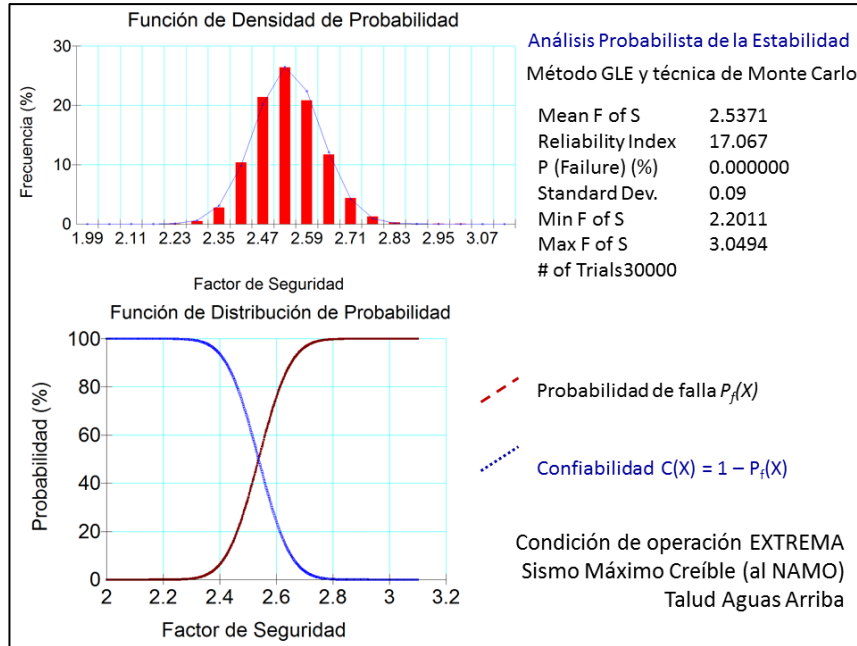 Función de Densidad de Probabilidad
30
20
10
0
Frecuencia (%)
1.99 2.11 2.23 2.35 2.47 2.59 2.71 2.83 2.95 3.07
Factor de Seguridad
Análisis Probabilista de la Estabilidad
Método GLE y técnica de Monte Carlo
Mean F of S 2.5371
Reliability Index 17.067
P (Failure) (%) 0.000000
Standard Dev. 0.09
Min F of S 2.2011
Max F of S 3.0494
# of Trials30000
Función de Distribución de Probabilidad
100
80
60
40
20
0
Probabilidad (%)
2 2.2 2.4 2.6 2.8 3 3.2
Factor de Seguridad
Probabilidad de falla Pf(X)
Confiabilidad C(X) = 1 – Pf(X)
Condición de operación EXTREMA
Sismo Máximo Creíble (al NAMO)
Talud Aguas Arriba